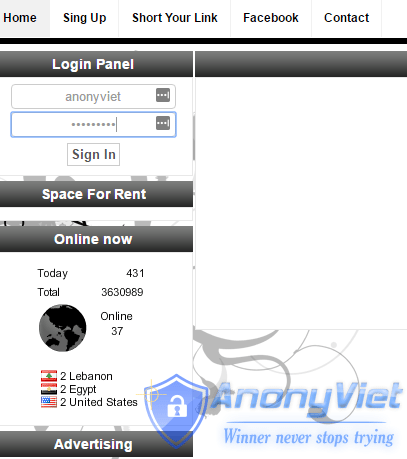 Home Sing Up Short Your Link Facebook Contact
Login Panel
anonyviet
Sign In
Space For Rent
Online now
Today 431
Total 3630989
Online
37
2 Lebanon
2 Egypt
2 United States
AnonyViet
Winner never stops trying
Advertising